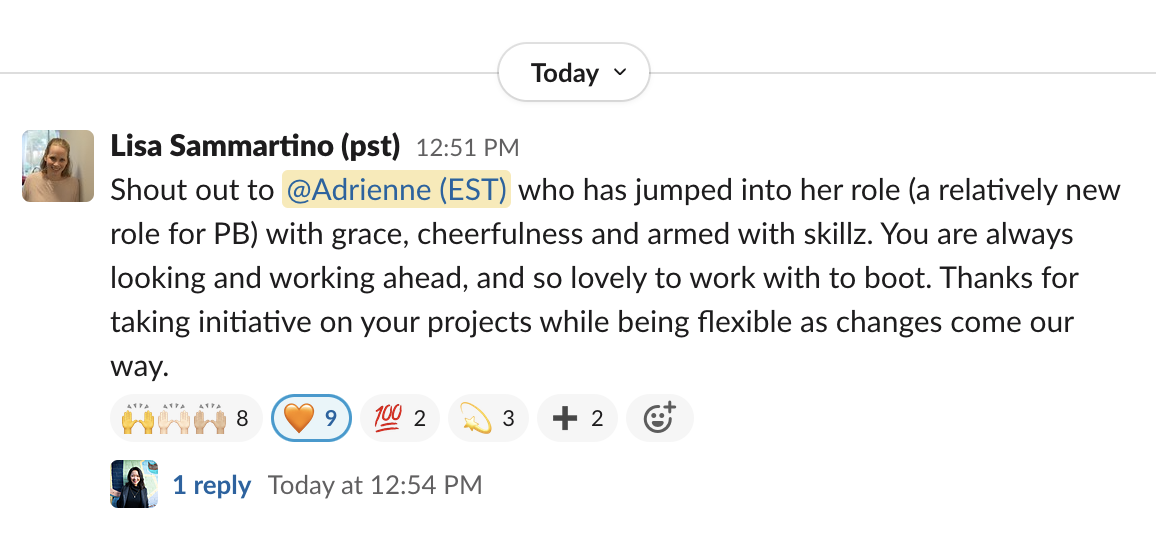 Today
Lisa Sammartino (pst) 12:51 PM
Shout out to @Adrienne (EST) who has jumped into her role (a relatively new
role for PB) with grace, cheerfulness and armed with skillz. You are always
looking and working ahead, and so lovely to work with to boot. Thanks for
taking initiative on your projects while being flexible as changes come our
way.
8 9 100 2 3 2
1 reply Today at 12:54 PM